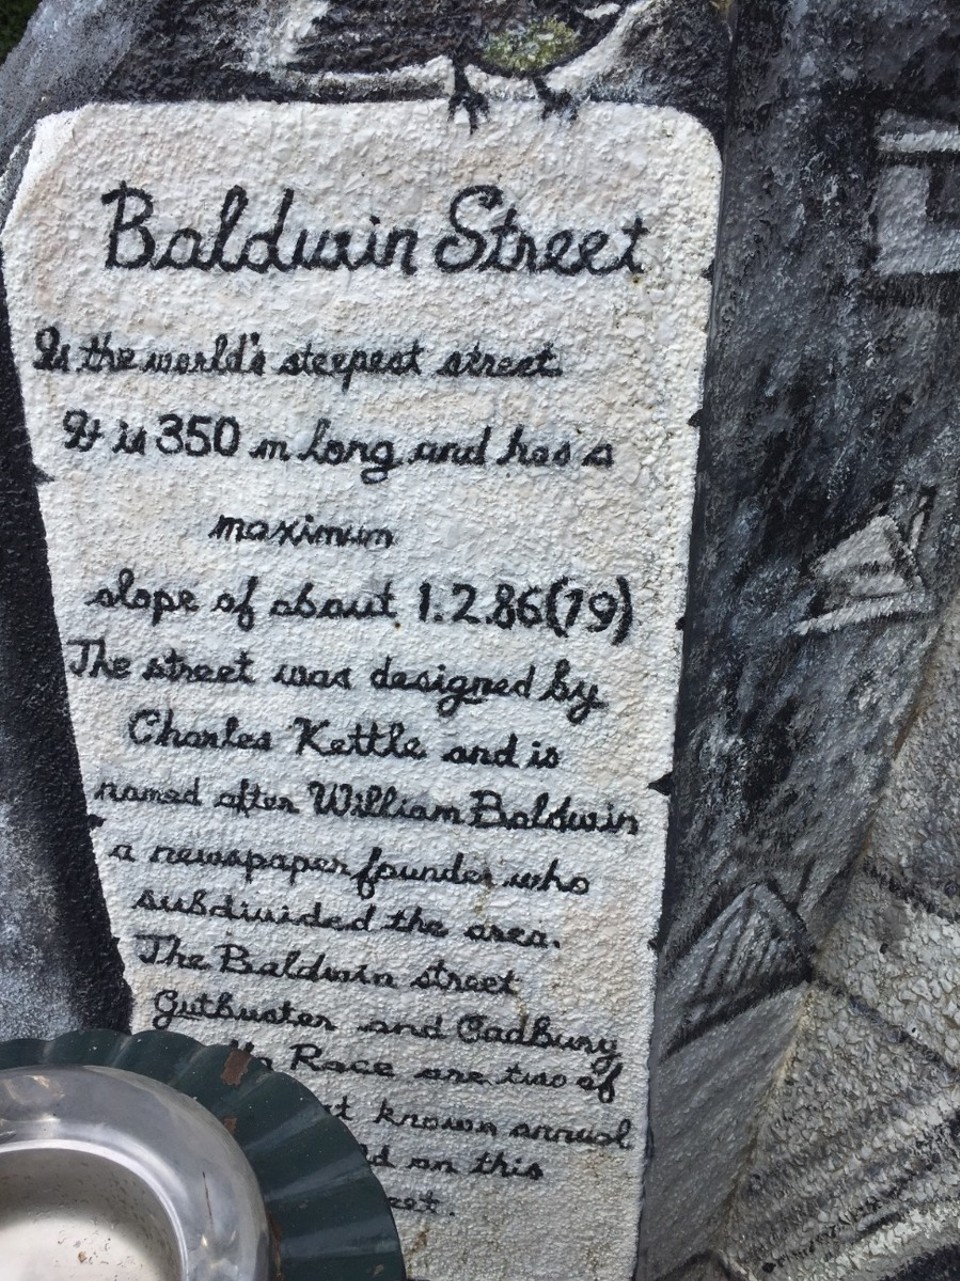 Baldwin Street
Is the world's steepest street
It is 350 m long and has a
maximum
slope of about 1.2.86(19)
The street was designed by
Charles Kettle and is
named after William Baldwin
a newspaper founder who
subdivided the area.
The Baldwin street
Gutbuster and Cadbury
Race are two of
known annual
on this